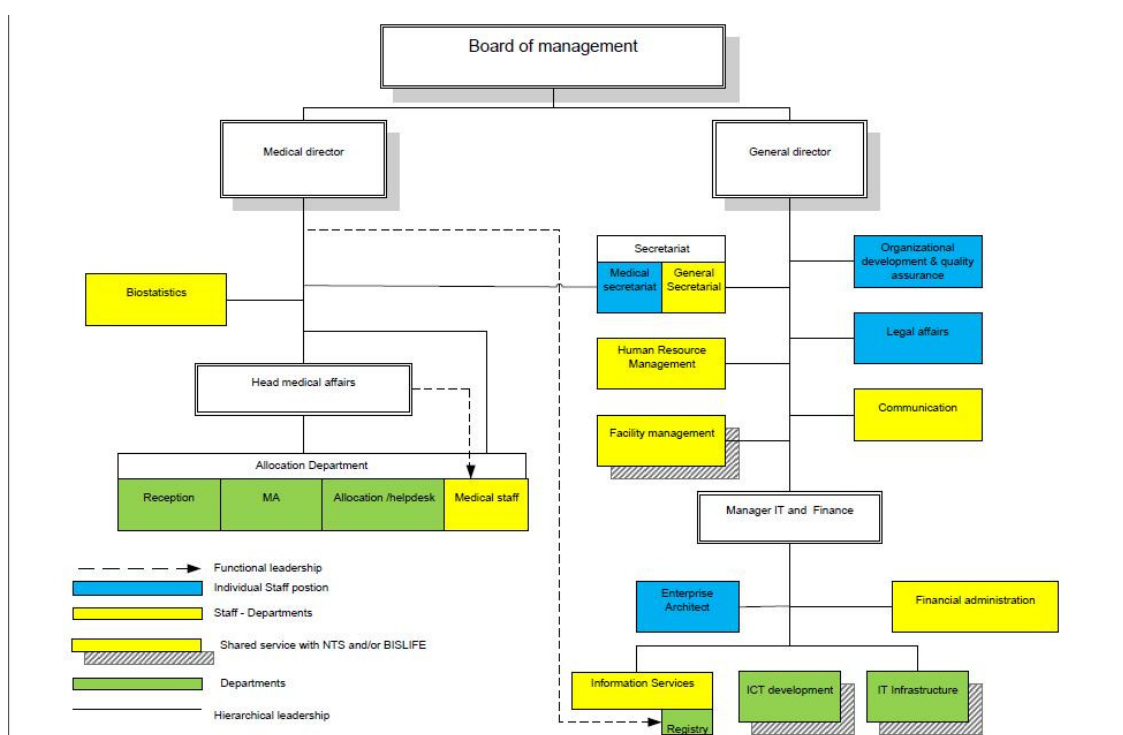 Board of management
Medical director
General director
Secretariat
Medical
secretariat
General
Secretarial
Organizational
development & quality
assurance
Biostatistics
Legal affairs
Human Resource
Management
Head medical affairs
Communication
Facility management
Allocation Department
Reception
MA
Allocation /helpdesk
Medical staff
Manager IT and Finance
Functional leadership
Individual Staff postion
Staff - Departments
Shared service with NTS and/or BISLIFE
Departments
Hierarchical leadership
Enterprise
Architect
Financial administration
Information Services
Registry
ICT development
IT Infrastructure